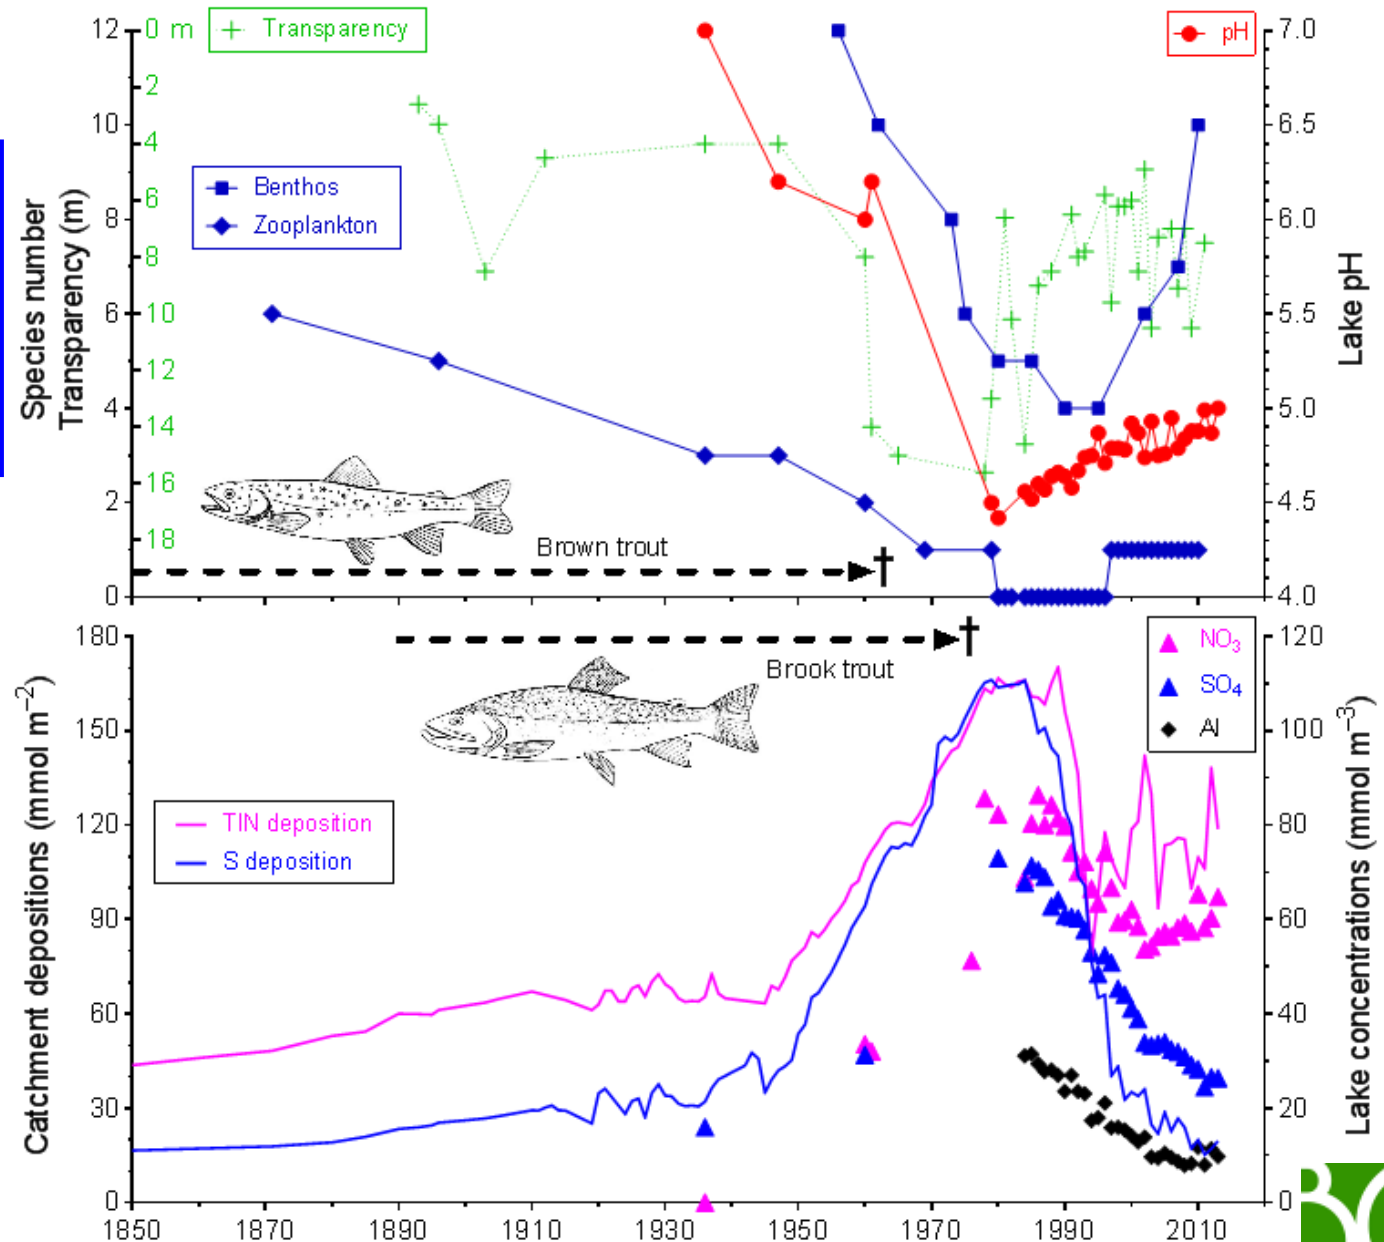 12
0 m
Transparency
pH
7.0
2
10
4
6.5
Benthos
Zooplankton
6
8
6.0
8
Species number
Transparency (m)
Lake pH
6
10
5.5
12
4
14
5.0
16
2
4.5
18
Brown trout
†
0
4.0
180
†
120
Brook trout
NO₃
SO₄
Al
150
100
TIN deposition
S deposition
120
80
Catchment depositions (mmol m⁻²)
Lake concentrations (mmol m⁻³)
90
60
60
40
30
20
0
0
1850 1870 1890 1910 1930 1950 1970 1990 2010